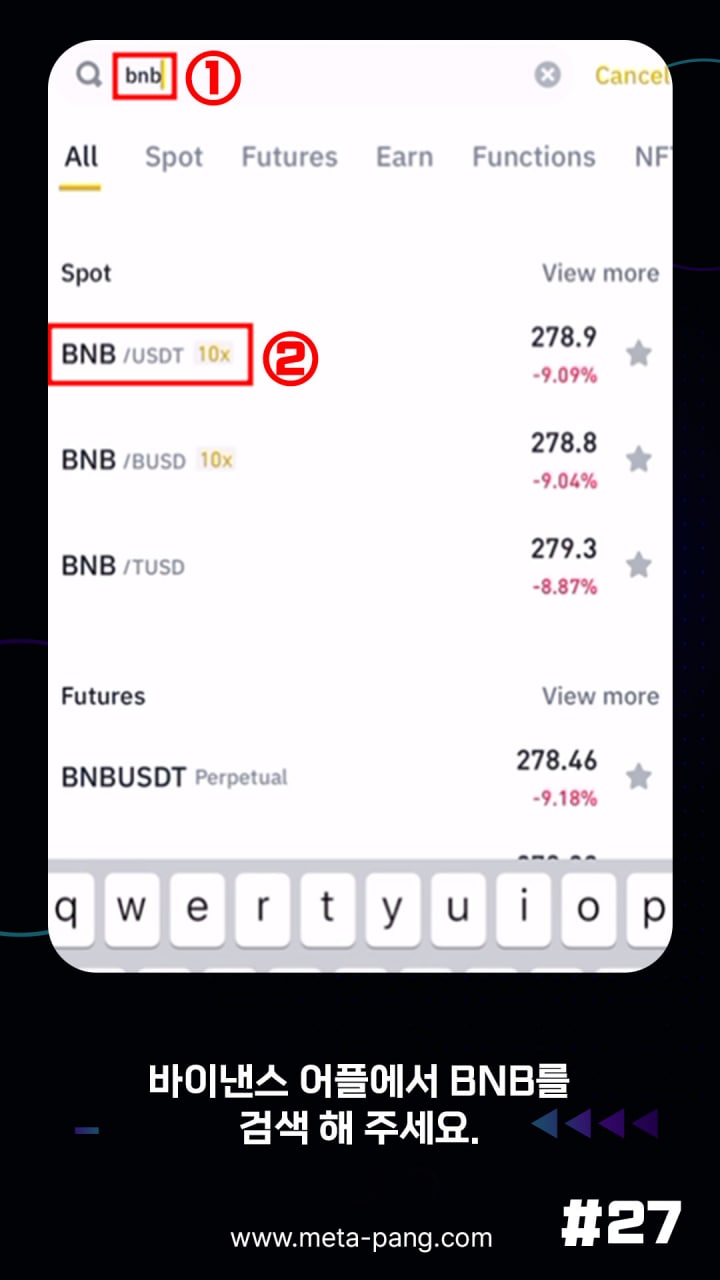 bnb ①
Cancel
All Spot Futures Earn Functions NF
Spot View more
BNB /USDT 10x ② 278.9
-9.09%
BNB /BUSD 10x 278.8
-9.04%
BNB /TUSD 279.3
-8.87%
Futures View more
BNBUSDT Perpetual 278.46
-9.18%
q w e r t y u i o p
바이낸스 어플에서 BNB를
검색 해 주세요.
#27
www.meta-pang.com